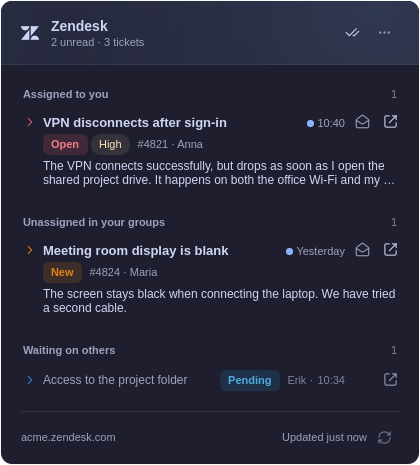 Zendesk
2 unread · 3 tickets
Assigned to you 1
VPN disconnects after sign-in 10:40
Open High #4821 · Anna
The VPN connects successfully, but drops as soon as I open the
shared project drive. It happens on both the office Wi-Fi and my …
Unassigned in your groups 1
Meeting room display is blank Yesterday
New #4824 · Maria
The screen stays black when connecting the laptop. We have tried
a second cable.
Waiting on others 1
Access to the project folder Pending Erik · 10:34
acme.zendesk.com Updated just now